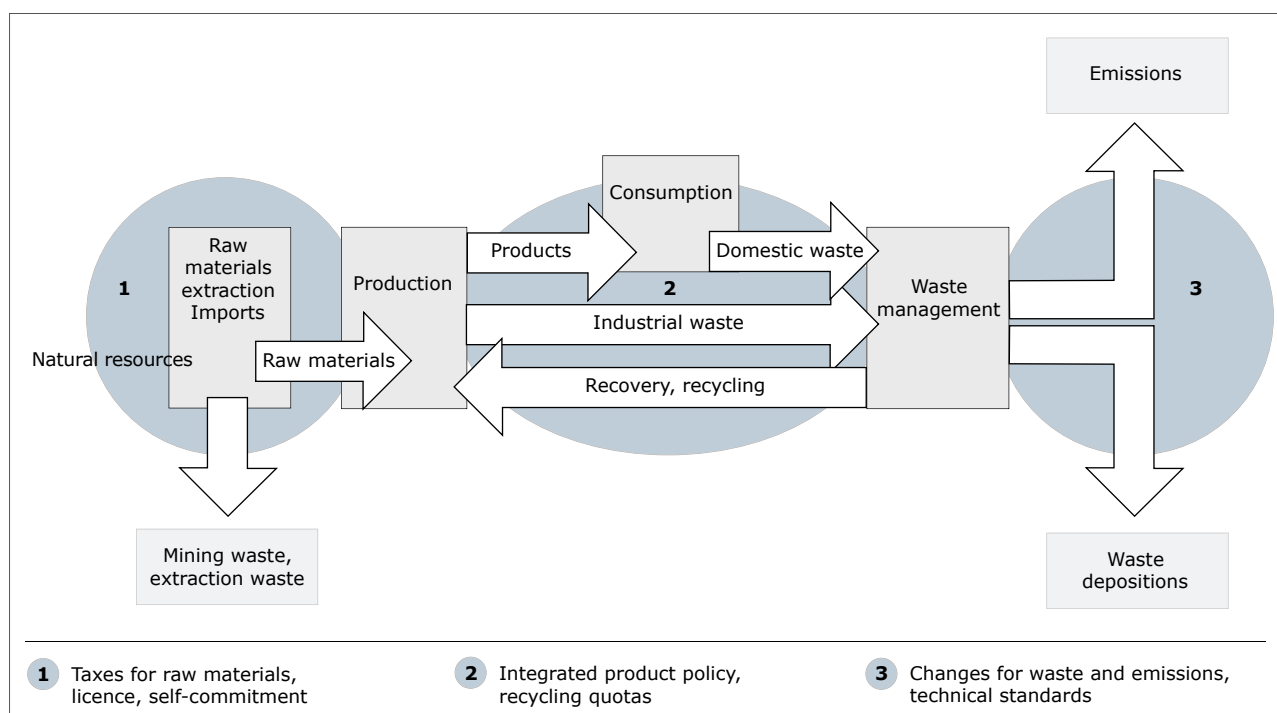 Emissions
Consumption
Raw
materials
extraction
Imports
Products
Domestic waste
Production
Waste
management
1
2
3
Industrial waste
Natural resources
Raw materials
Recovery, recycling
Mining waste,
extraction waste
Waste
depositions
1 Taxes for raw materials,
licence, self-commitment
2 Integrated product policy,
recycling quotas
3 Changes for waste and emissions,
technical standards